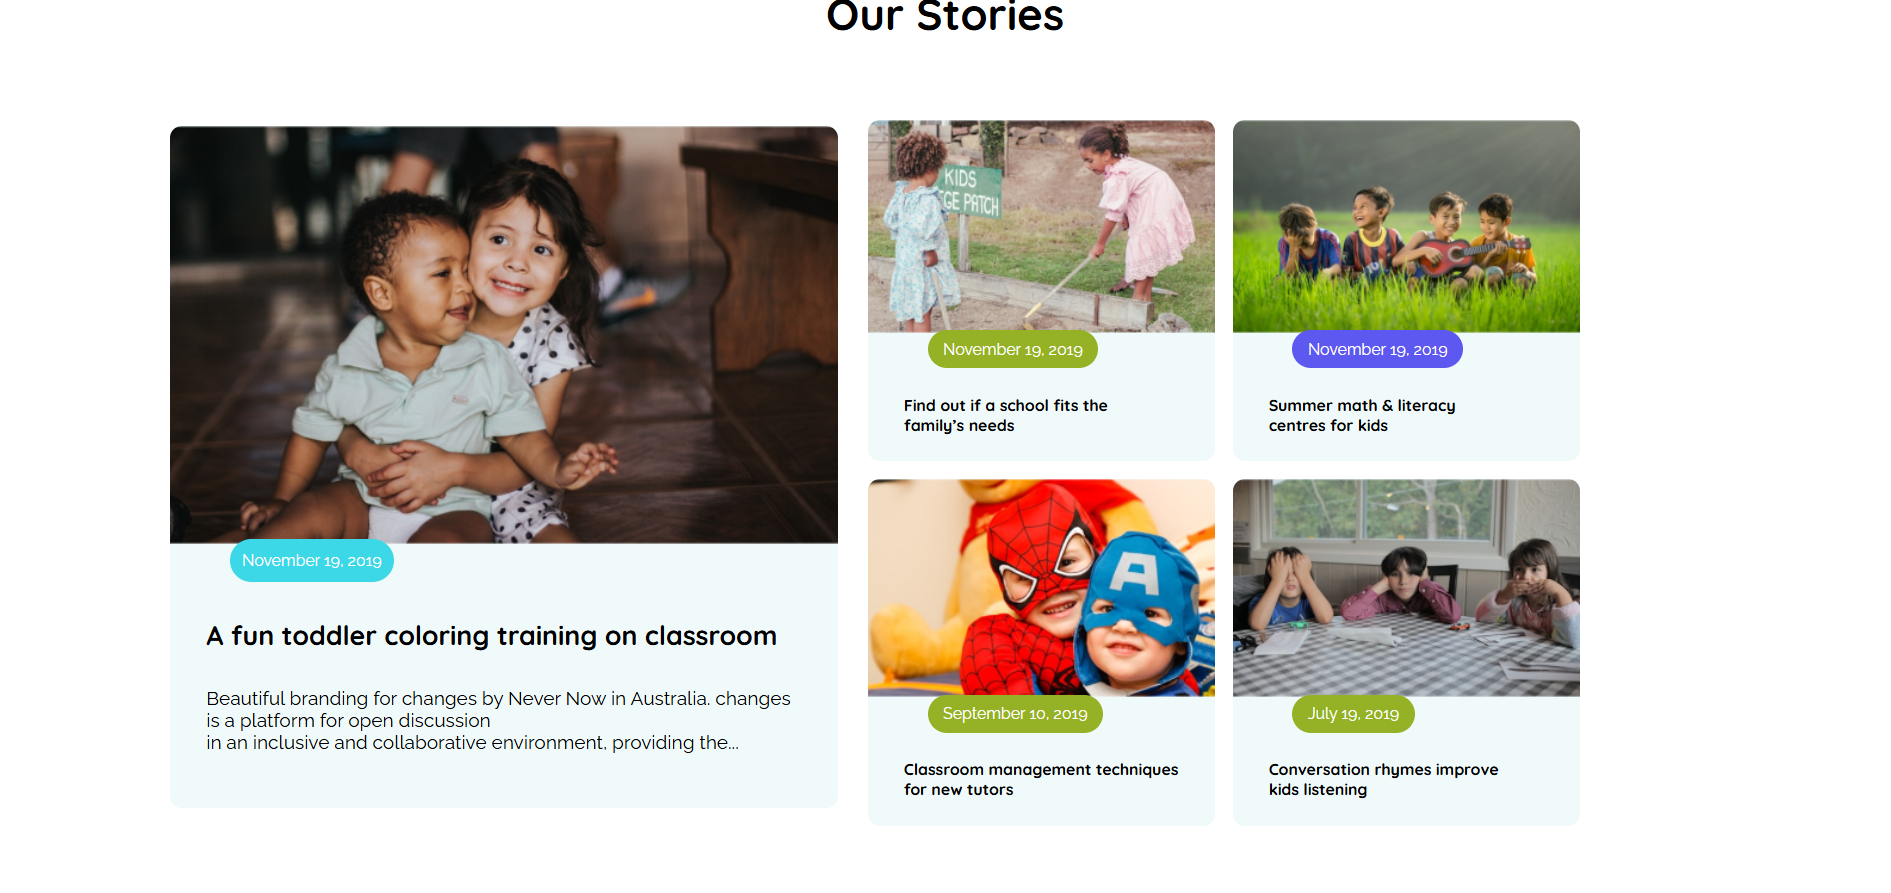 Our Stories
November 19, 2019
A fun toddler coloring training on classroom
Beautiful branding for changes by Never Now in Australia. changes
is a platform for open discussion
in an inclusive and collaborative environment, providing the...
KIDS
GE PATCH
November 19, 2019
Find out if a school fits the
family’s needs
November 19, 2019
Summer math & literacy
centres for kids
A
September 10, 2019
Classroom management techniques
for new tutors
July 19, 2019
Conversation rhymes improve
kids listening